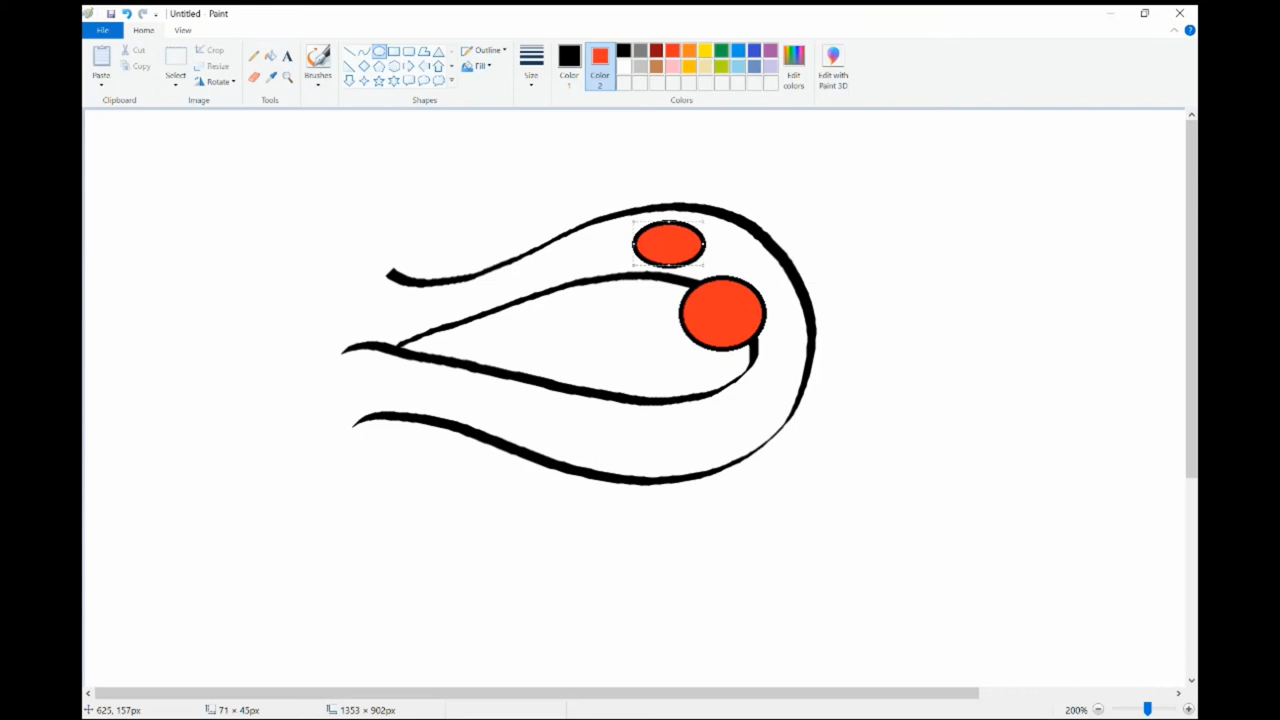 Untitled - Paint
File Home View
Paste
Cut
Copy
Clipboard
Select
Crop
Resize
Rotate
Image
Tools
Brushes
Outline
Fill
Shapes
Size
Color
1
Color
2
Edit
colors
Colors
Edit with
Paint 3D
625, 157px 71 × 45px 1353 × 902px 200%